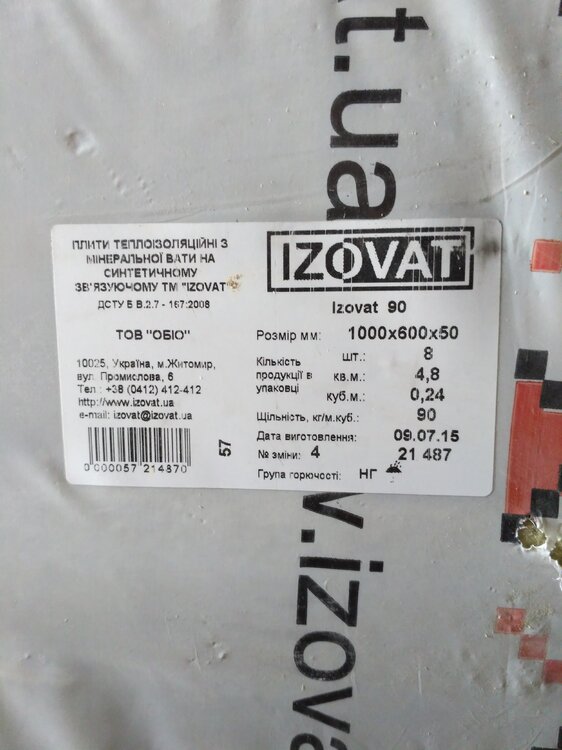 t.ua
ПЛИТИ ТЕПЛОІЗОЛЯЦІЙНІ З
МІНЕРАЛЬНОЇ ВАТИ НА
СИНТЕТИЧНОМУ
ЗВ'ЯЗУЮЧОМУ ТМ "IZOVAT"
ДСТУ Б В.2.7 - 167:2008
ТОВ "ОБІО"
10025, Україна, м.Житомир,
вул. Промислова, 6
Тел.: +38 (0412) 412-412
http://www.izovat.ua
e-mail: izovat@izovat.ua
0 000057 214870
57
IZOVAT
Izovat 90
Розмір мм: 1000x600x50
Кількість продукції в упаковці
шт.: 8
кв.м.: 4,8
куб.м.: 0,24
Щільність, кг/м.куб.: 90
Дата виготовлення: 09.07.15
№ зміни: 4 21 487
Група горючості: НГ
v.izova